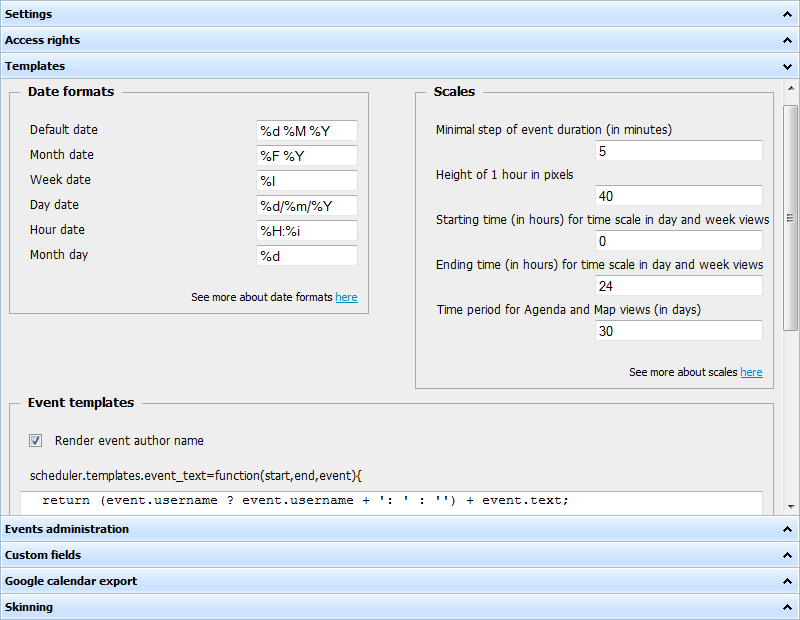 Settings
Access rights
Templates
Date formats
Default date %d %M %Y
Month date %F %Y
Week date %l
Day date %d/%m/%Y
Hour date %H:%i
Month day %d
See more about date formats here
Scales
Minimal step of event duration (in minutes)
5
Height of 1 hour in pixels
40
Starting time (in hours) for time scale in day and week views
0
Ending time (in hours) for time scale in day and week views
24
Time period for Agenda and Map views (in days)
30
See more about scales here
Event templates
Render event author name
scheduler.templates.event_text=function(start,end,event){
return (event.username ? event.username + ': ' : '') + event.text;
Events administration
Custom fields
Google calendar export
Skinning